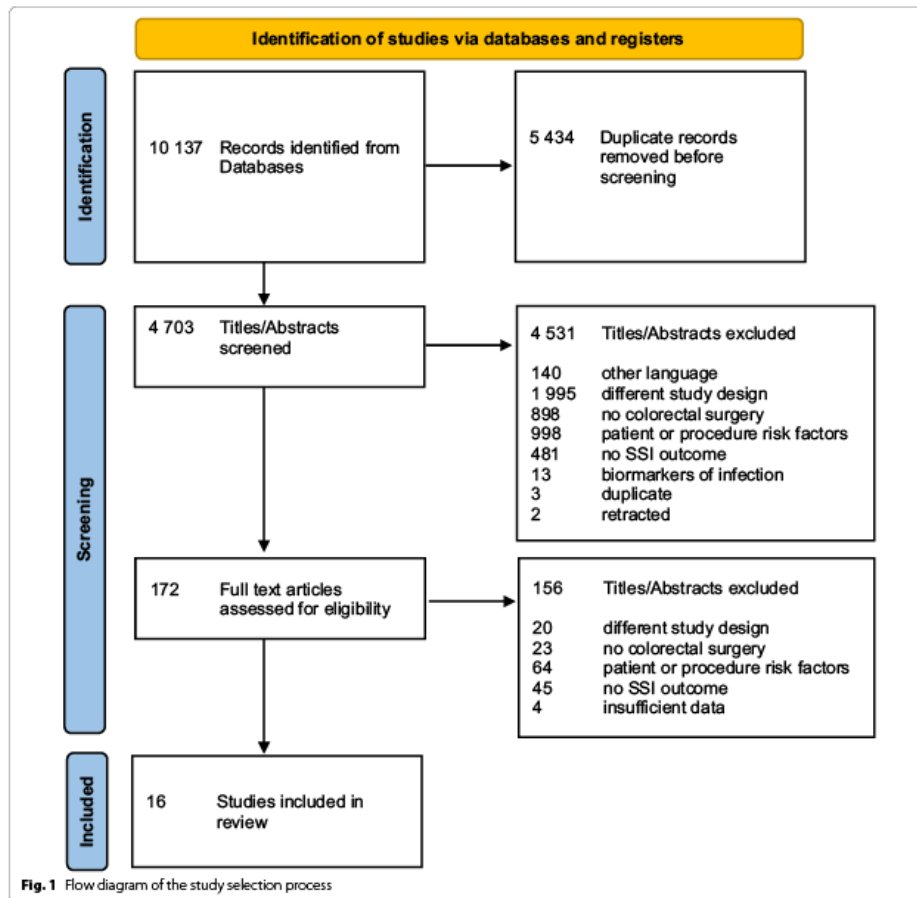 Identification of studies via databases and registers
Identification
10 137 Records identified from
Databases
5 434 Duplicate records
removed before
screening
Screening
4 703 Titles/Abstracts
screened
4 531 Titles/Abstracts excluded
140 other language
1 995 different study design
898 no colorectal surgery
998 patient or procedure risk factors
481 no SSI outcome
13 biormarkers of infection
3 duplicate
2 retracted
172 Full text articles
assessed for eligibility
156 Titles/Abstracts excluded
20 different study design
23 no colorectal surgery
64 patient or procedure risk factors
45 no SSI outcome
4 insufficient data
Included
16 Studies included in
review
Fig. 1 Flow diagram of the study selection process